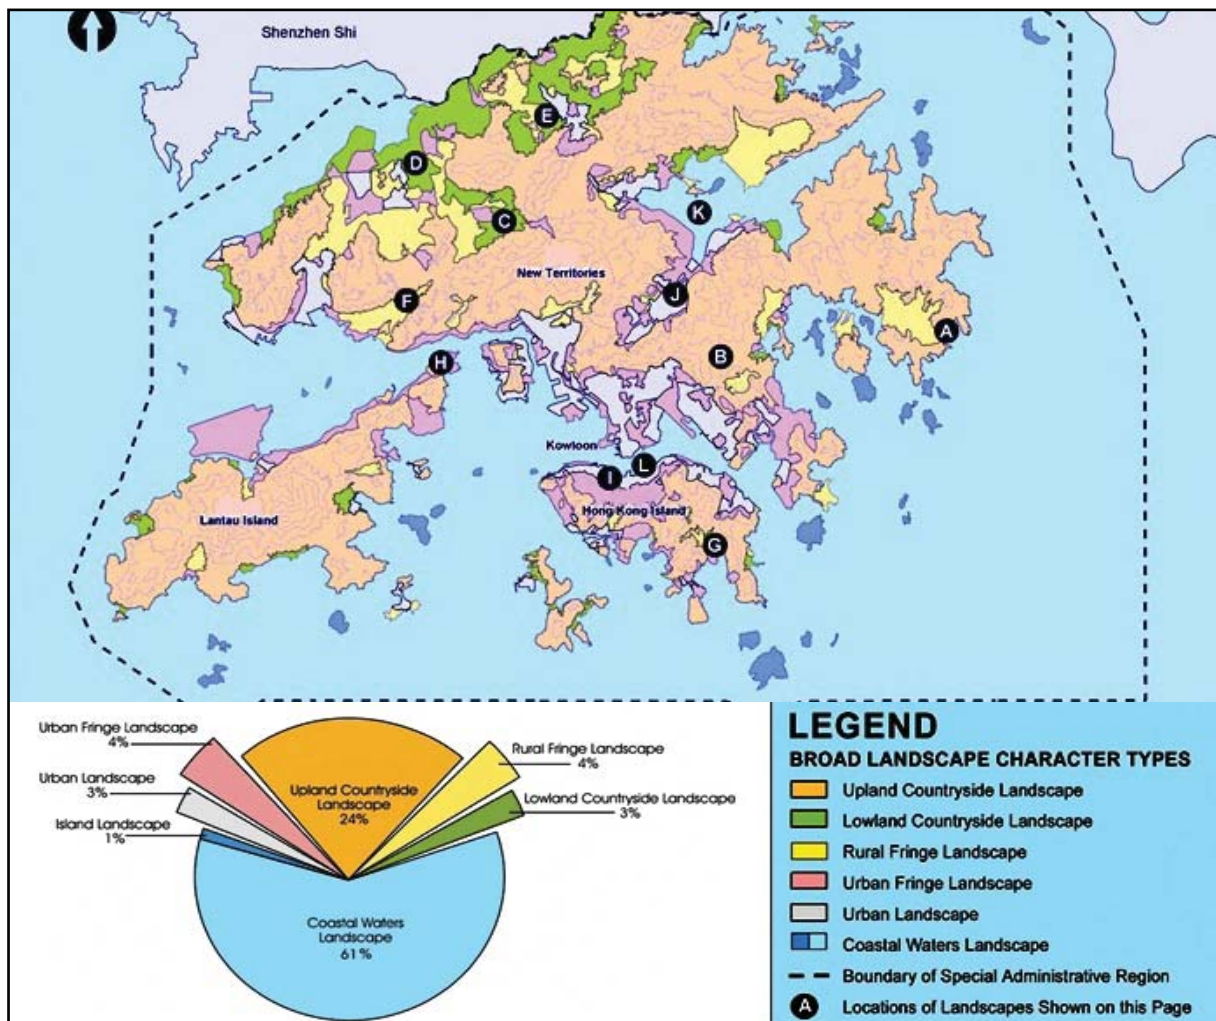 Shenzhen Shi
E
D
C
K
New Territories
F
J
A
H
B
Kowloon
L
I
Hong Kong Island
Lantau Island
G
Urban Fringe Landscape
4%
Urban Landscape
3%
Island Landscape
1%
Upland Countryside
Landscape
24%
Rural Fringe Landscape
4%
Lowland Countryside Landscape
3%
Coastal Waters
Landscape
61%
LEGEND
BROAD LANDSCAPE CHARACTER TYPES
Upland Countryside Landscape
Lowland Countryside Landscape
Rural Fringe Landscape
Urban Fringe Landscape
Urban Landscape
Coastal Waters Landscape
Boundary of Special Administrative Region
A Locations of Landscapes Shown on this Page